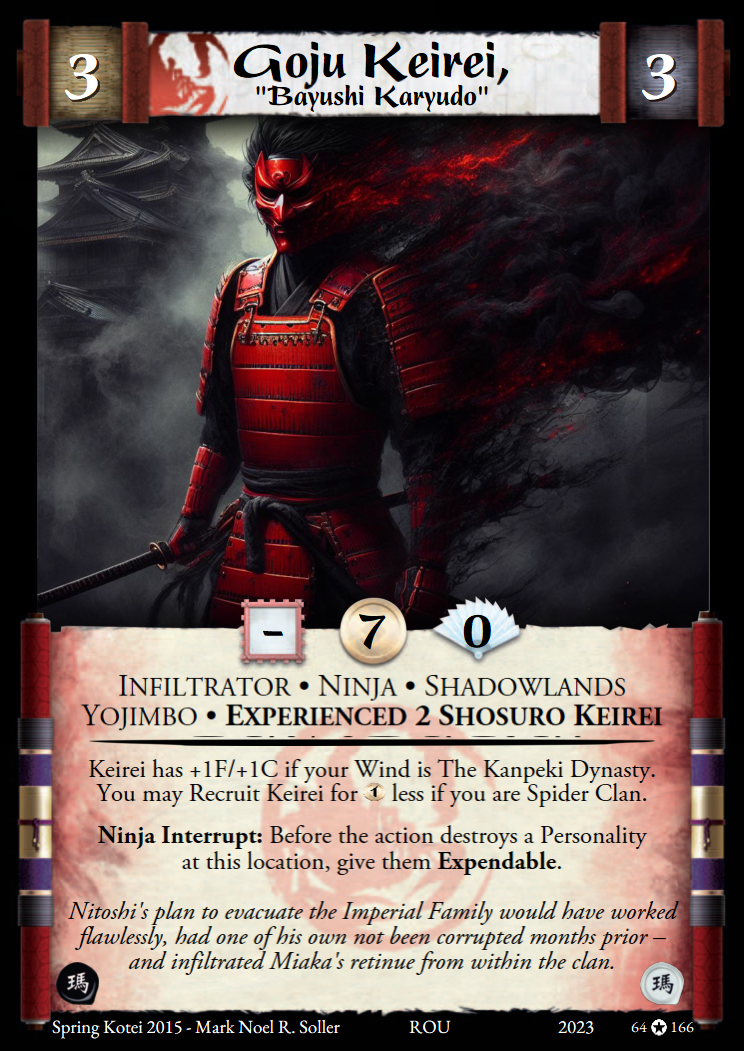 3
Goju Keirei,
"Bayushi Karyudo"
3
-
7
0
INFILTRATOR • NINJA • SHADOWLANDS
YOJIMBO • EXPERIENCED 2 SHOSURO KEIREI
Keirei has +1F/+1C if your Wind is The Kanpeki Dynasty.
You may Recruit Keirei for 1 less if you are Spider Clan.
Ninja Interrupt: Before the action destroys a Personality
at this location, give them Expendable.
Nitoshi's plan to evacuate the Imperial Family would have worked
flawlessly, had one of his own not been corrupted months prior –
and infiltrated Miaka's retinue from within the clan.
瑪
瑪
Spring Kotei 2015 - Mark Noel R. Soller
ROU
2023
64 ✪ 166